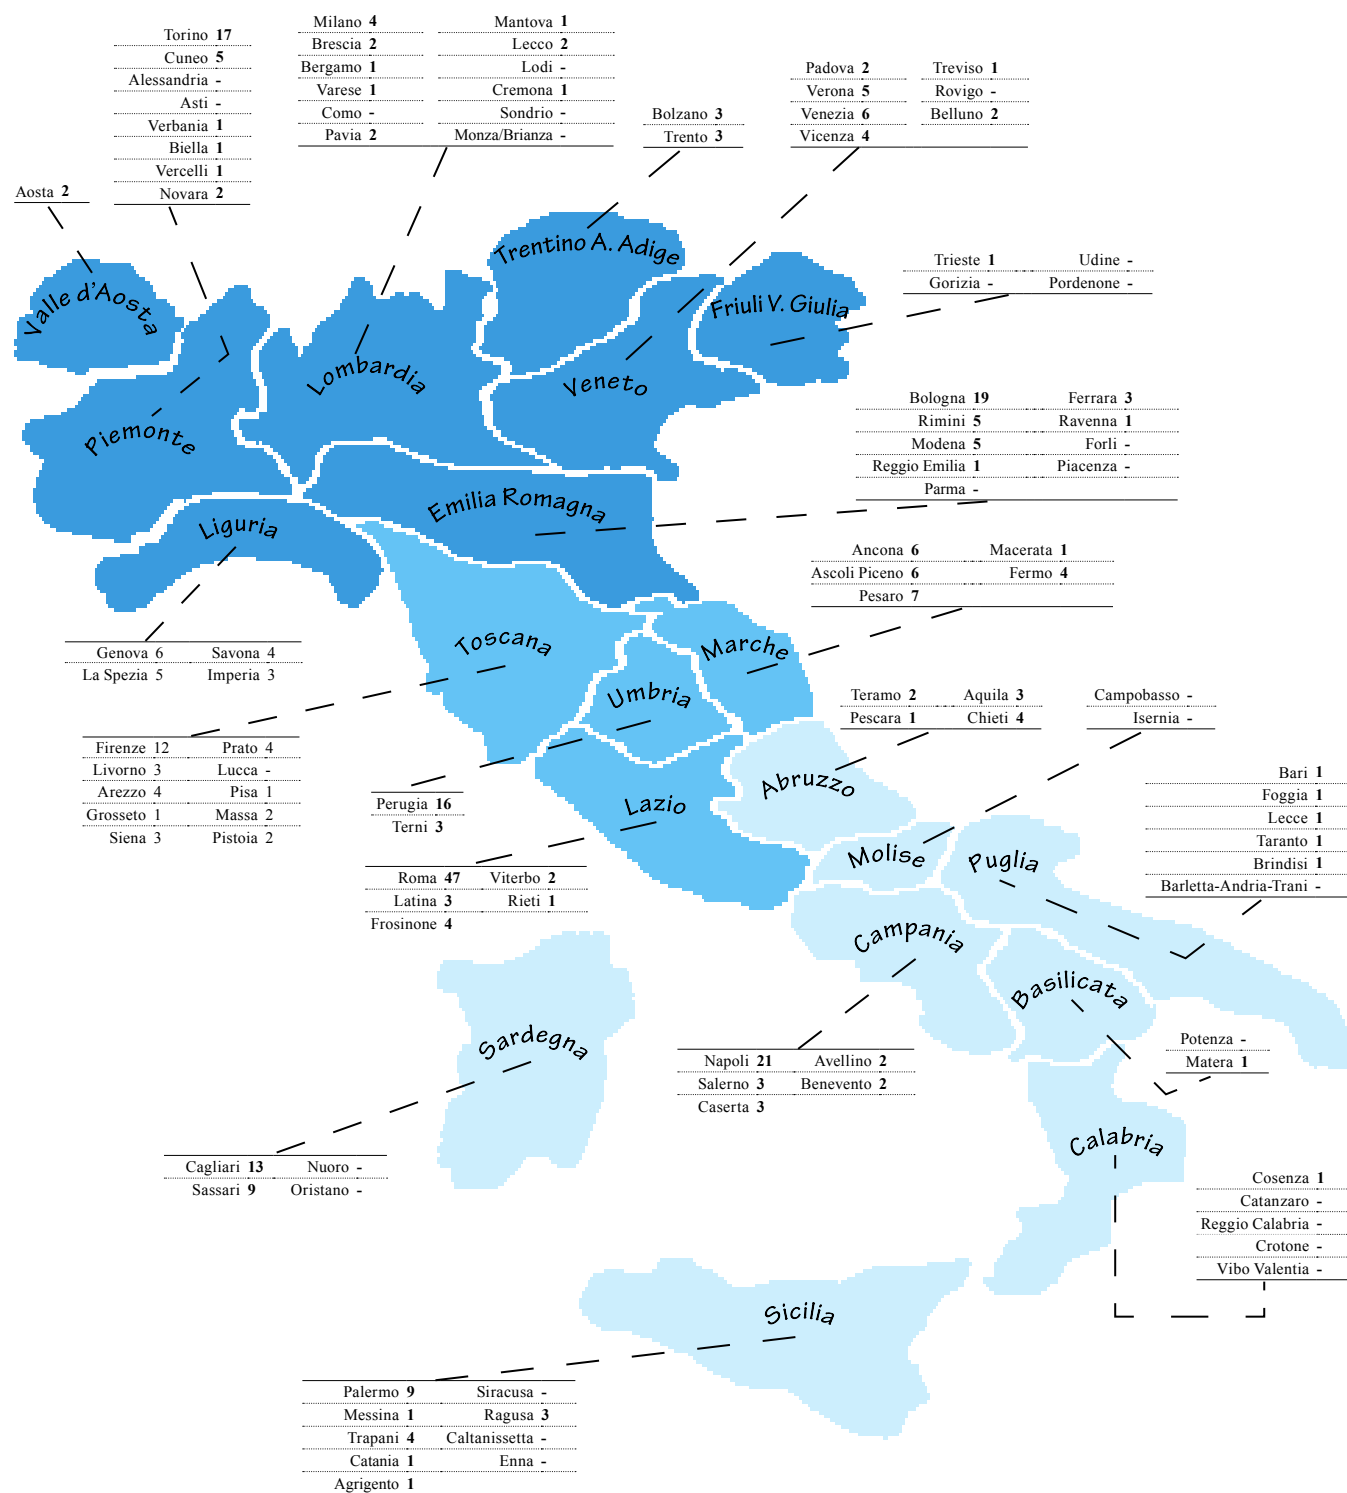 Torino 17
Cuneo 5
Alessandria -
Asti -
Verbania 1
Biella 1
Vercelli 1
Novara 2
Milano 4 Mantova 1
Brescia 2 Lecco 2
Bergamo 1 Lodi -
Varese 1 Cremona 1
Como - Sondrio -
Pavia 2 Monza/Brianza -
Bolzano 3
Trento 3
Padova 2 Treviso 1
Verona 5 Rovigo -
Venezia 6 Belluno 2
Vicenza 4
Aosta 2
Trieste 1 Udine -
Gorizia - Pordenone -
Valle d'Aosta
Trentino A. Adige
Friuli V. Giulia
Lombardia
Veneto
Piemonte
Bologna 19 Ferrara 3
Rimini 5 Ravenna 1
Modena 5 Forli -
Reggio Emilia 1 Piacenza -
Parma -
Emilia Romagna
Liguria
Ancona 6 Macerata 1
Ascoli Piceno 6 Fermo 4
Pesaro 7
Genova 6 Savona 4
La Spezia 5 Imperia 3
Toscana
Marche
Umbria
Teramo 2 Aquila 3
Pescara 1 Chieti 4
Campobasso -
Isernia -
Firenze 12 Prato 4
Livorno 3 Lucca -
Arezzo 4 Pisa 1
Grosseto 1 Massa 2
Siena 3 Pistoia 2
Perugia 16
Terni 3
Abruzzo
Lazio
Bari 1
Foggia 1
Lecce 1
Taranto 1
Brindisi 1
Barletta-Andria-Trani -
Molise
Puglia
Roma 47 Viterbo 2
Latina 3 Rieti 1
Frosinone 4
Campania
Basilicata
Sardegna
Napoli 21 Avellino 2
Salerno 3 Benevento 2
Caserta 3
Potenza -
Matera 1
Calabria
Cagliari 13 Nuoro -
Sassari 9 Oristano -
Cosenza 1
Catanzaro -
Reggio Calabria -
Crotone -
Vibo Valentia -
Sicilia
Palermo 9 Siracusa -
Messina 1 Ragusa 3
Trapani 4 Caltanissetta -
Catania 1 Enna -
Agrigento 1